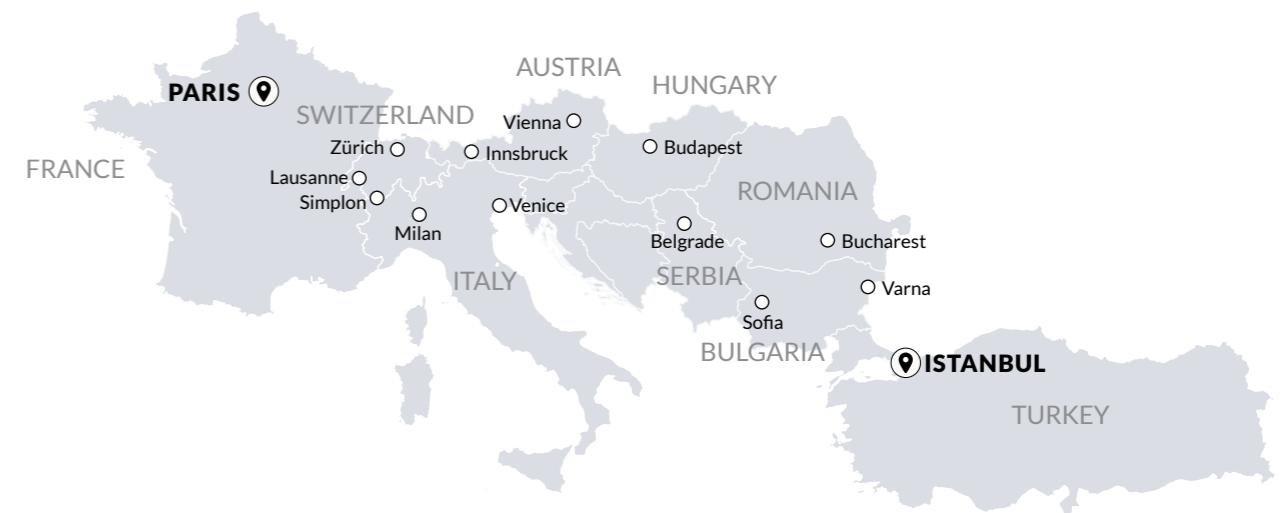 AUSTRIA
HUNGARY
PARIS
SWITZERLAND
Vienna
Zürich
Innsbruck
Budapest
FRANCE
Lausanne
ROMANIA
Simplon
Venice
Milan
Belgrade
Bucharest
ITALY
SERBIA
Varna
Sofia
BULGARIA
ISTANBUL
TURKEY